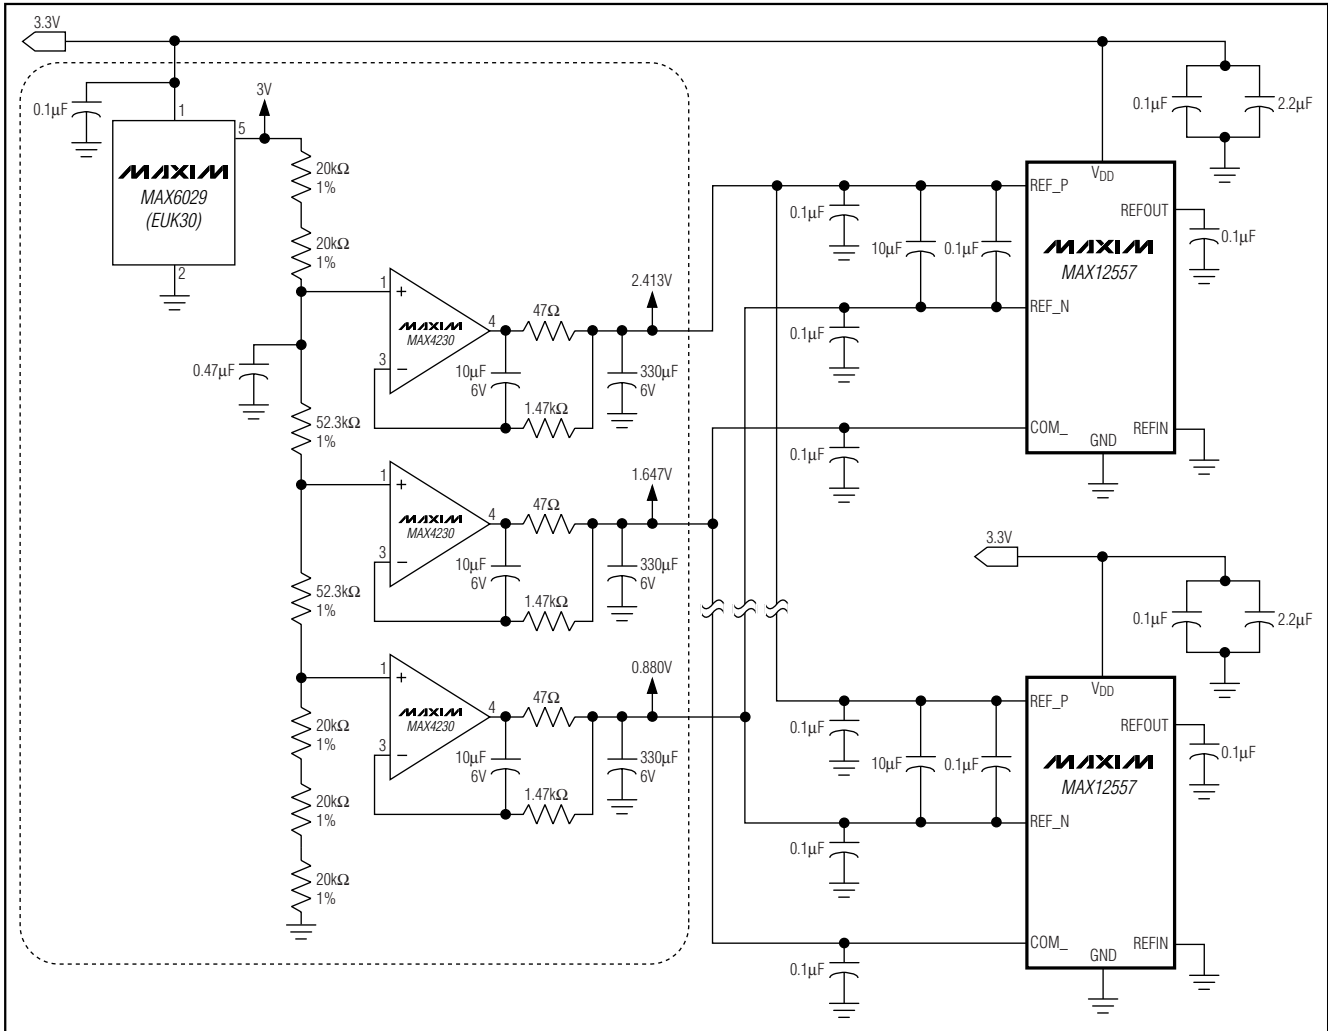 3.3V
0.1μF
1
3V
5
MAXIM
MAX6029
(EUK30)
2
20kΩ
1%
20kΩ
1%
0.47μF
52.3kΩ
1%
52.3kΩ
1%
20kΩ
1%
20kΩ
1%
20kΩ
1%
1
+
MAXIM
MAX4230
3
−
4
47Ω
10μF
6V
1.47kΩ
2.413V
330μF
6V
1
+
MAXIM
MAX4230
3
−
4
47Ω
10μF
6V
1.47kΩ
1.647V
330μF
6V
1
+
MAXIM
MAX4230
3
−
4
47Ω
10μF
6V
1.47kΩ
0.880V
330μF
6V
0.1μF
2.2μF
0.1μF
10μF
0.1μF
0.1μF
0.1μF
VDD
REF_P
REFOUT
0.1μF
MAXIM
MAX12557
REF_N
COM_
GND
REFIN
3.3V
0.1μF
2.2μF
0.1μF
10μF
0.1μF
0.1μF
0.1μF
VDD
REF_P
REFOUT
0.1μF
MAXIM
MAX12557
REF_N
COM_
GND
REFIN